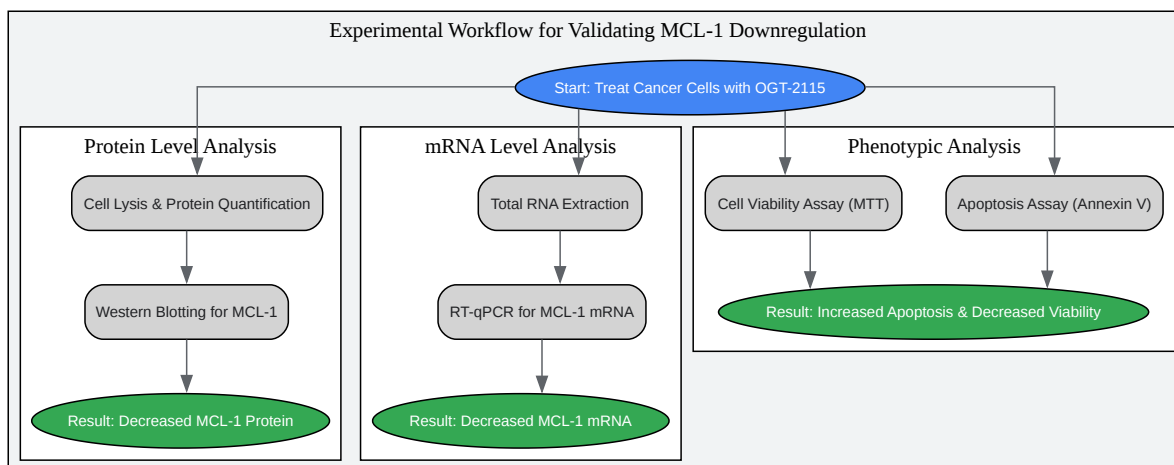 Experimental Workflow for Validating MCL-1 Downregulation
Start: Treat Cancer Cells with OGT-2115
Protein Level Analysis
Cell Lysis & Protein Quantification
Western Blotting for MCL-1
Result: Decreased MCL-1 Protein
mRNA Level Analysis
Total RNA Extraction
RT-qPCR for MCL-1 mRNA
Result: Decreased MCL-1 mRNA
Phenotypic Analysis
Cell Viability Assay (MTT)
Apoptosis Assay (Annexin V)
Result: Increased Apoptosis & Decreased Viability